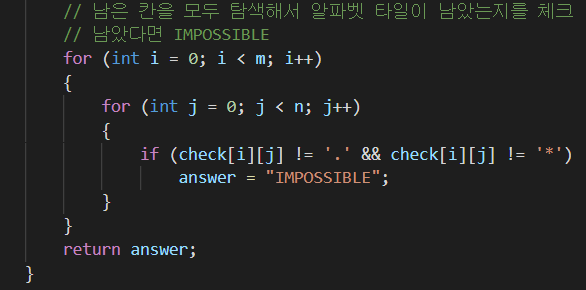 // 남은 칸을 모두 탐색해서 알파벳 타일이 남았는지를 체크
// 남았다면 IMPOSSIBLE
for (int i = 0; i < m; i++)
{
for (int j = 0; j < n; j++)
{
if (check[i][j] != '.' && check[i][j] != '*')
answer = "IMPOSSIBLE";
}
}
return answer;
}